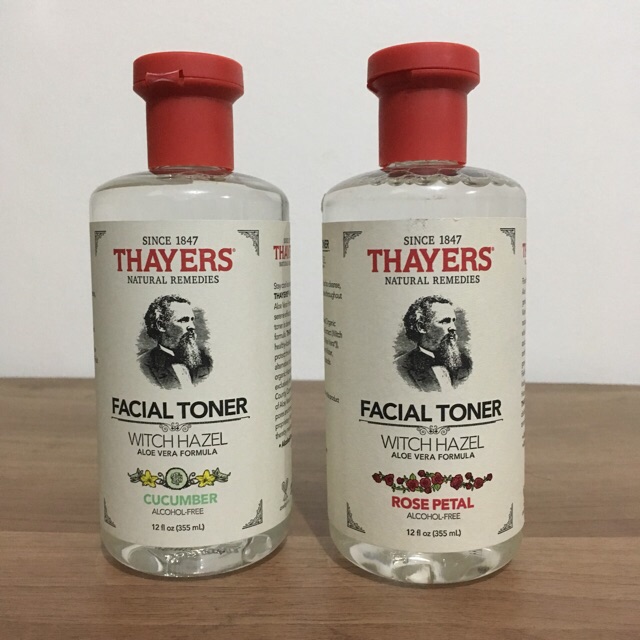 SINCE 1847
THAYERS®
NATURAL REMEDIES
FACIAL TONER
WITCH HAZEL
ALOE VERA FORMULA
CUCUMBER
ALCOHOL-FREE
12 fl oz (355 mL)
SINCE 1847
THAYERS®
NATURAL REMEDIES
FACIAL TONER
WITCH HAZEL
ALOE VERA FORMULA
ROSE PETAL
ALCOHOL-FREE
12 fl oz (355 mL)